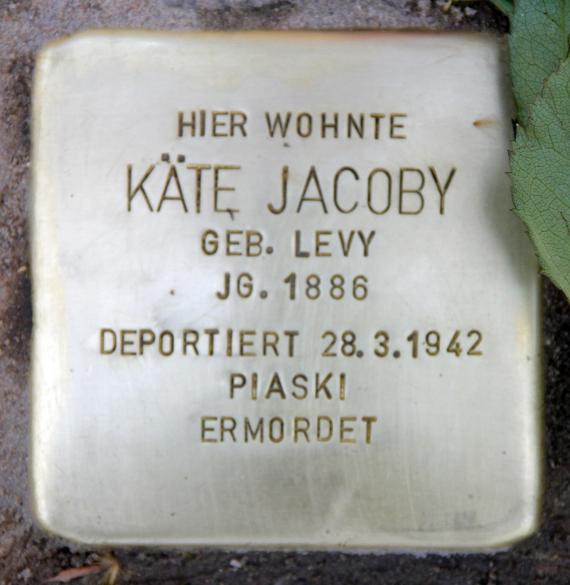 HIER WOHNTE
KÄTE JACOBY
GEB. LEVY
JG. 1886
DEPORTIERT 28.3.1942
PIASKI
ERMORDET